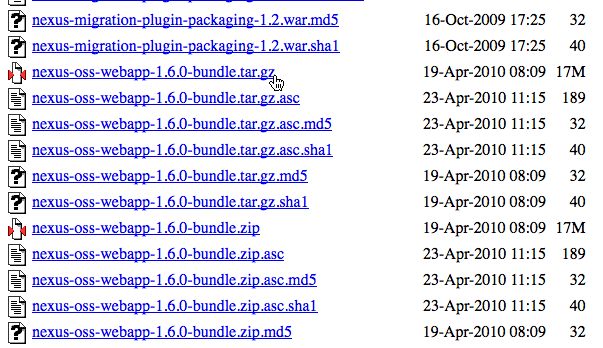 nexus-migration-plugin-packaging-1.2.war.md5 16-Oct-2009 17:25 32
nexus-migration-plugin-packaging-1.2.war.sha1 16-Oct-2009 17:25 40
nexus-oss-webapp-1.6.0-bundle.tar.gz 19-Apr-2010 08:09 17M
nexus-oss-webapp-1.6.0-bundle.tar.gz.asc 23-Apr-2010 11:15 189
nexus-oss-webapp-1.6.0-bundle.tar.gz.asc.md5 23-Apr-2010 11:15 32
nexus-oss-webapp-1.6.0-bundle.tar.gz.asc.sha1 23-Apr-2010 11:15 40
nexus-oss-webapp-1.6.0-bundle.tar.gz.md5 19-Apr-2010 08:09 32
nexus-oss-webapp-1.6.0-bundle.tar.gz.sha1 19-Apr-2010 08:09 40
nexus-oss-webapp-1.6.0-bundle.zip 19-Apr-2010 08:09 17M
nexus-oss-webapp-1.6.0-bundle.zip.asc 23-Apr-2010 11:15 189
nexus-oss-webapp-1.6.0-bundle.zip.asc.md5 23-Apr-2010 11:15 32
nexus-oss-webapp-1.6.0-bundle.zip.asc.sha1 23-Apr-2010 11:15 40
nexus-oss-webapp-1.6.0-bundle.zip.md5 19-Apr-2010 08:09 32